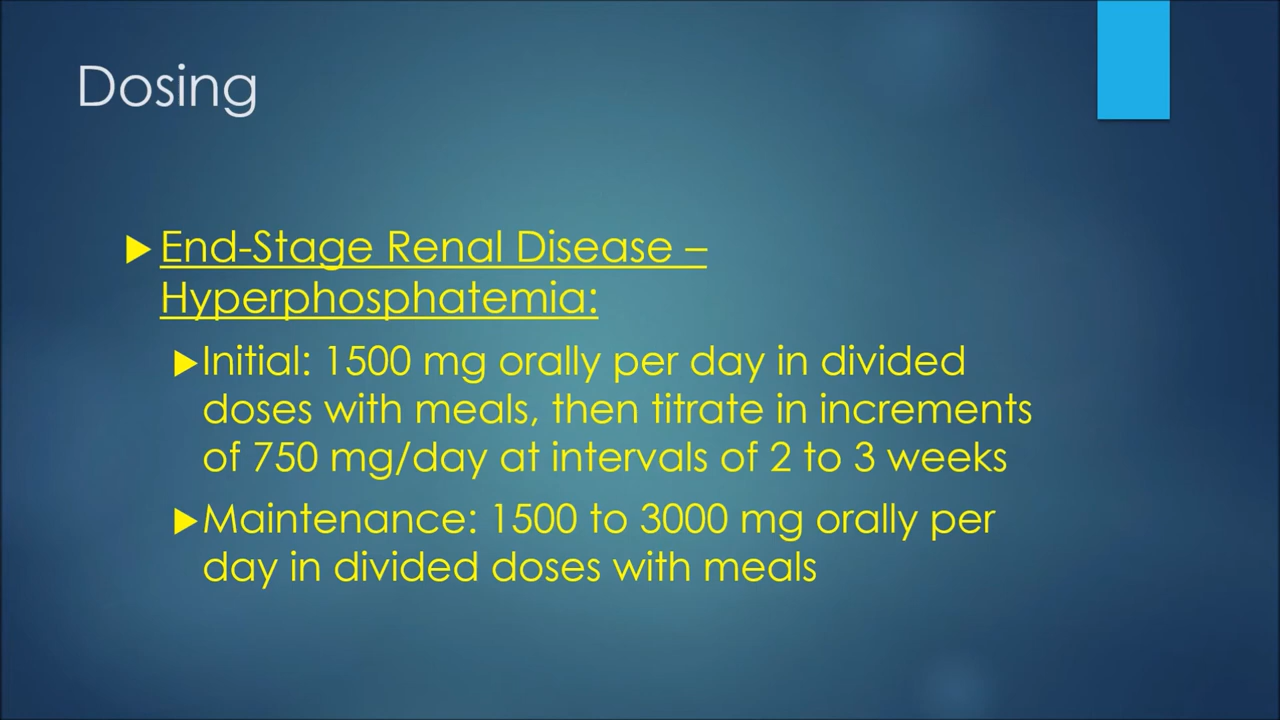 Dosing
End-Stage Renal Disease –
Hyperphosphatemia:
Initial: 1500 mg orally per day in divided
doses with meals, then titrate in increments
of 750 mg/day at intervals of 2 to 3 weeks
Maintenance: 1500 to 3000 mg orally per
day in divided doses with meals